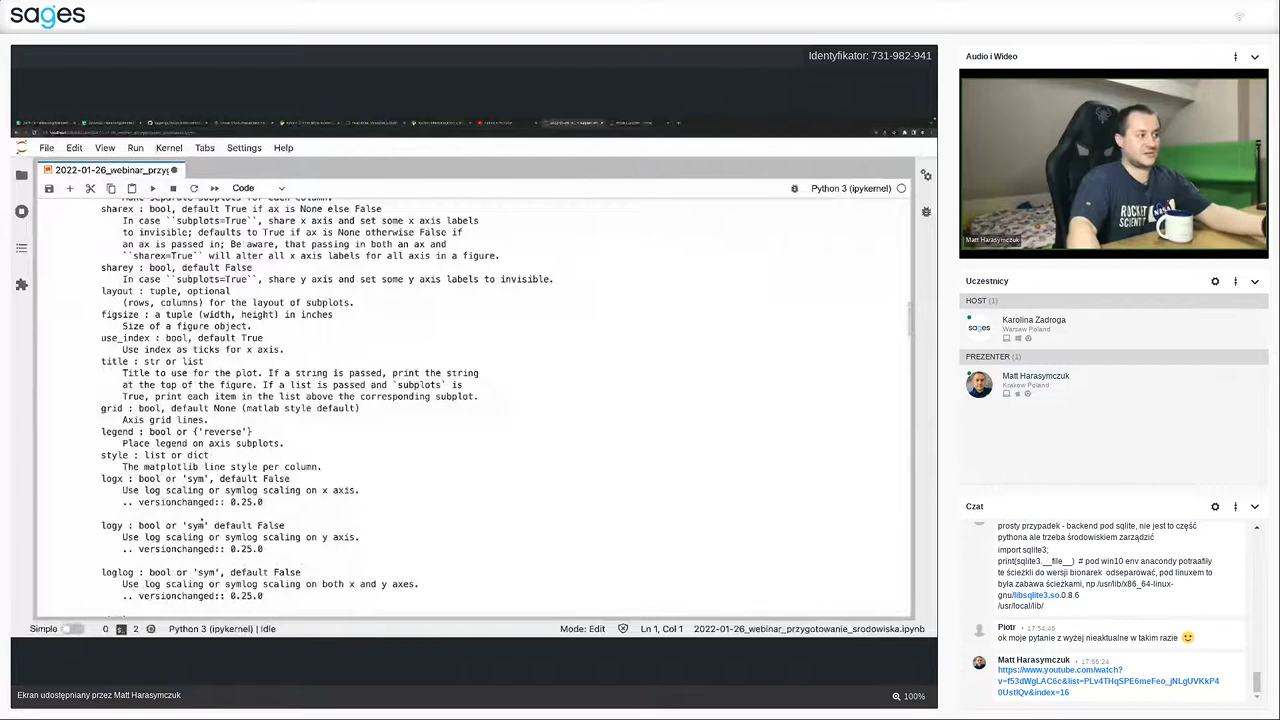 sages
Identyfikator: 731-982-941
File Edit View Run Kernel Tabs Settings Help
2022-01-26_webinar_przyg
Code
Python 3 (ipykernel)
sharex : bool, default True if ax is None else False
In case ``subplots=True``, share x axis and set some x axis labels
to invisible; defaults to True if ax is None otherwise False if
an ax is passed in; Be aware, that passing in both an ax and
``sharex=True`` will alter all x axis labels for all axis in a figure.
sharey : bool, default False
In case ``subplots=True``, share y axis and set some y axis labels to invisible.
layout : tuple, optional
(rows, columns) for the layout of subplots.
figsize : a tuple (width, height) in inches
Size of a figure object.
use_index : bool, default True
Use index as ticks for x axis.
title : str or list
Title to use for the plot. If a string is passed, print the string
at the top of the figure. If a list is passed and `subplots` is
True, print each item in the list above the corresponding subplot.
grid : bool, default None (matlab style default)
Axis grid lines.
legend : bool or {'reverse'}
Place legend on axis subplots.
style : list or dict
The matplotlib line style per column.
logx : bool or 'sym', default False
Use log scaling or symlog scaling on x axis.
.. versionchanged:: 0.25.0
logy : bool or 'sym' default False
Use log scaling or symlog scaling on y axis.
.. versionchanged:: 0.25.0
loglog : bool or 'sym', default False
Use log scaling or symlog scaling on both x and y axes.
.. versionchanged:: 0.25.0
Simple 0 2 Python 3 (ipykernel) | Idle Mode: Edit Ln 1, Col 1 2022-01-26_webinar_przygotowanie_srodowiska.ipynb
Ekran udostępniany przez Matt Harasymczuk
100%
Audio i Wideo
ROCKET
SCIEN
Matt Harasymczuk
Uczestnicy
HOST (1)
sages
Karolina Zadroga
Warsaw Poland
PREZENTER (1)
Matt Harasymczuk
Krakow Poland
Czat
prosty przypadek - backend pod sqlite, nie jest to część
pythona ale trzeba środowiskiem zarządzić
import sqlite3;
print(sqlite3.__file__) # pod win10 env anacondy potraafiły
te ścieżkli do wersji bionarek odseparować, pod linuxem to
była zabawa ścieżkami, np /usr/lib/x86_64-linux-
gnu/libsqlite3.so.0.8.6
/usr/local/lib/
Piotr • 17:54:46
ok moje pytanie z wyżej nieaktualne w takim razie
Matt Harasymczuk • 17:56:24
https://www.youtube.com/watch?
v=f53dWgLAC6c&list=PLv4THqSPE6meFeo_jNLgUVKkP4
0UstIQv&index=16